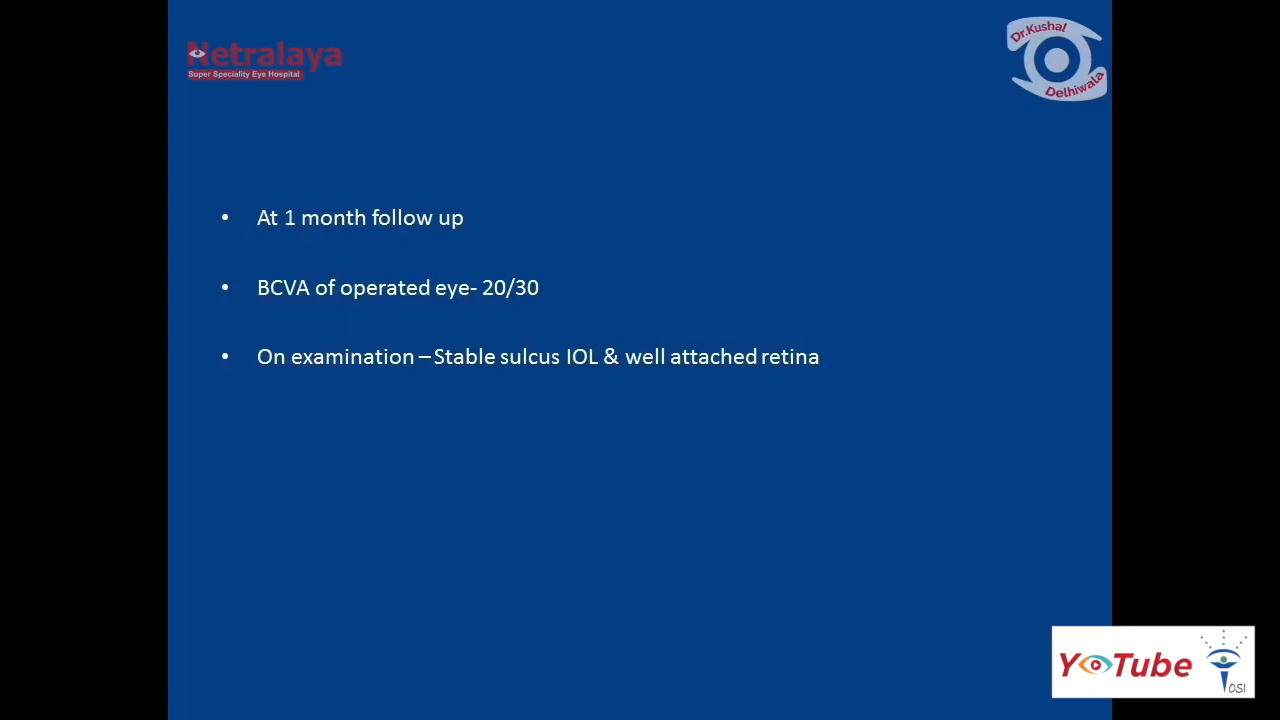 Netralaya
Super Speciality Eye Hospital
Dr.Kushal
Delhiwala
• At 1 month follow up
• BCVA of operated eye- 20/30
• On examination – Stable sulcus IOL & well attached retina
YoTube
OSI